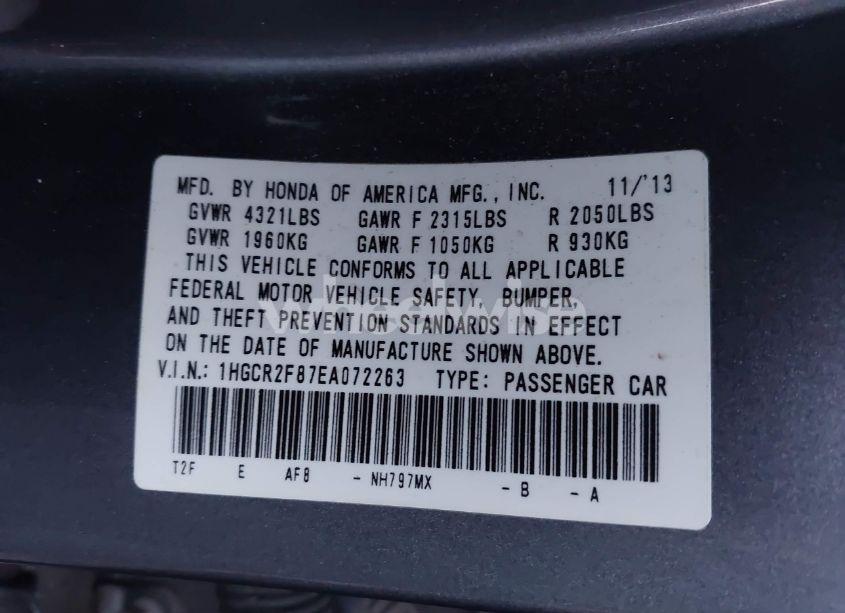 MFD. BY HONDA OF AMERICA MFG., INC. 11/'13
GVWR 4321LBS GAWR F 2315LBS R 2050LBS
GVWR 1960KG GAWR F 1050KG R 930KG
THIS VEHICLE CONFORMS TO ALL APPLICABLE
FEDERAL MOTOR VEHICLE SAFETY, BUMPER,
AND THEFT PREVENTION STANDARDS IN EFFECT
ON THE DATE OF MANUFACTURE SHOWN ABOVE.
V.I.N.: 1HGCR2F87EA072263 TYPE: PASSENGER CAR
T2F E AF8 - NH797MX - B - A